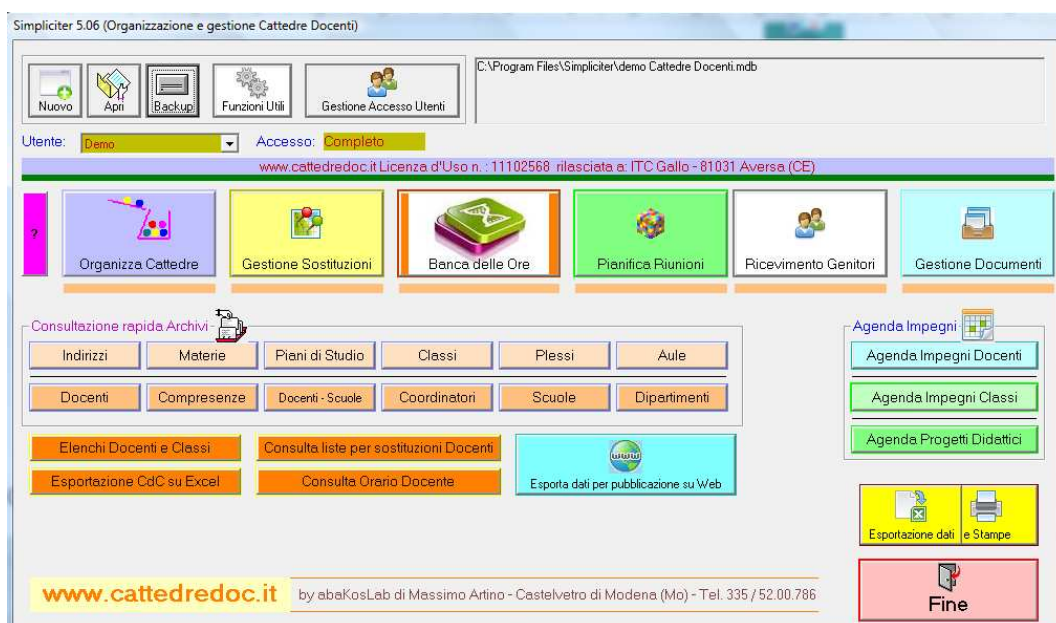 Simpliciter 5.06 (Organizzazione e gestione Cattedre Docenti)
C:\Program Files\Simpliciter\demo Cattedre Docenti.mdb
Nuovo Apri Backup Funzioni Utili Gestione Accesso Utenti
Utente: Demo Accesso: Completo
www.cattedredoc.it Licenza d'Uso n. : 11102568 rilasciata a: ITC Gallo - 81031 Aversa (CE)
?
Organizza Cattedre Gestione Sostituzioni Banca delle Ore Pianifica Riunioni Ricevimento Genitori Gestione Documenti
Consultazione rapida Archivi
Indirizzi Materie Piani di Studio Classi Plessi Aule
Docenti Compresenze Docenti - Scuole Coordinatori Scuole Dipartimenti
Agenda Impegni
Agenda Impegni Docenti
Agenda Impegni Classi
Agenda Progetti Didattici
Elenchi Docenti e Classi Consulta liste per sostituzioni Docenti
Esportazione CdC su Excel Consulta Orario Docente
www
Esporta dati per pubblicazione su Web
Esportazione dati e Stampe
Fine
www.cattedredoc.it by abaKosLab di Massimo Artino - Castelvetro di Modena (Mo) - Tel. 335 / 52.00.786